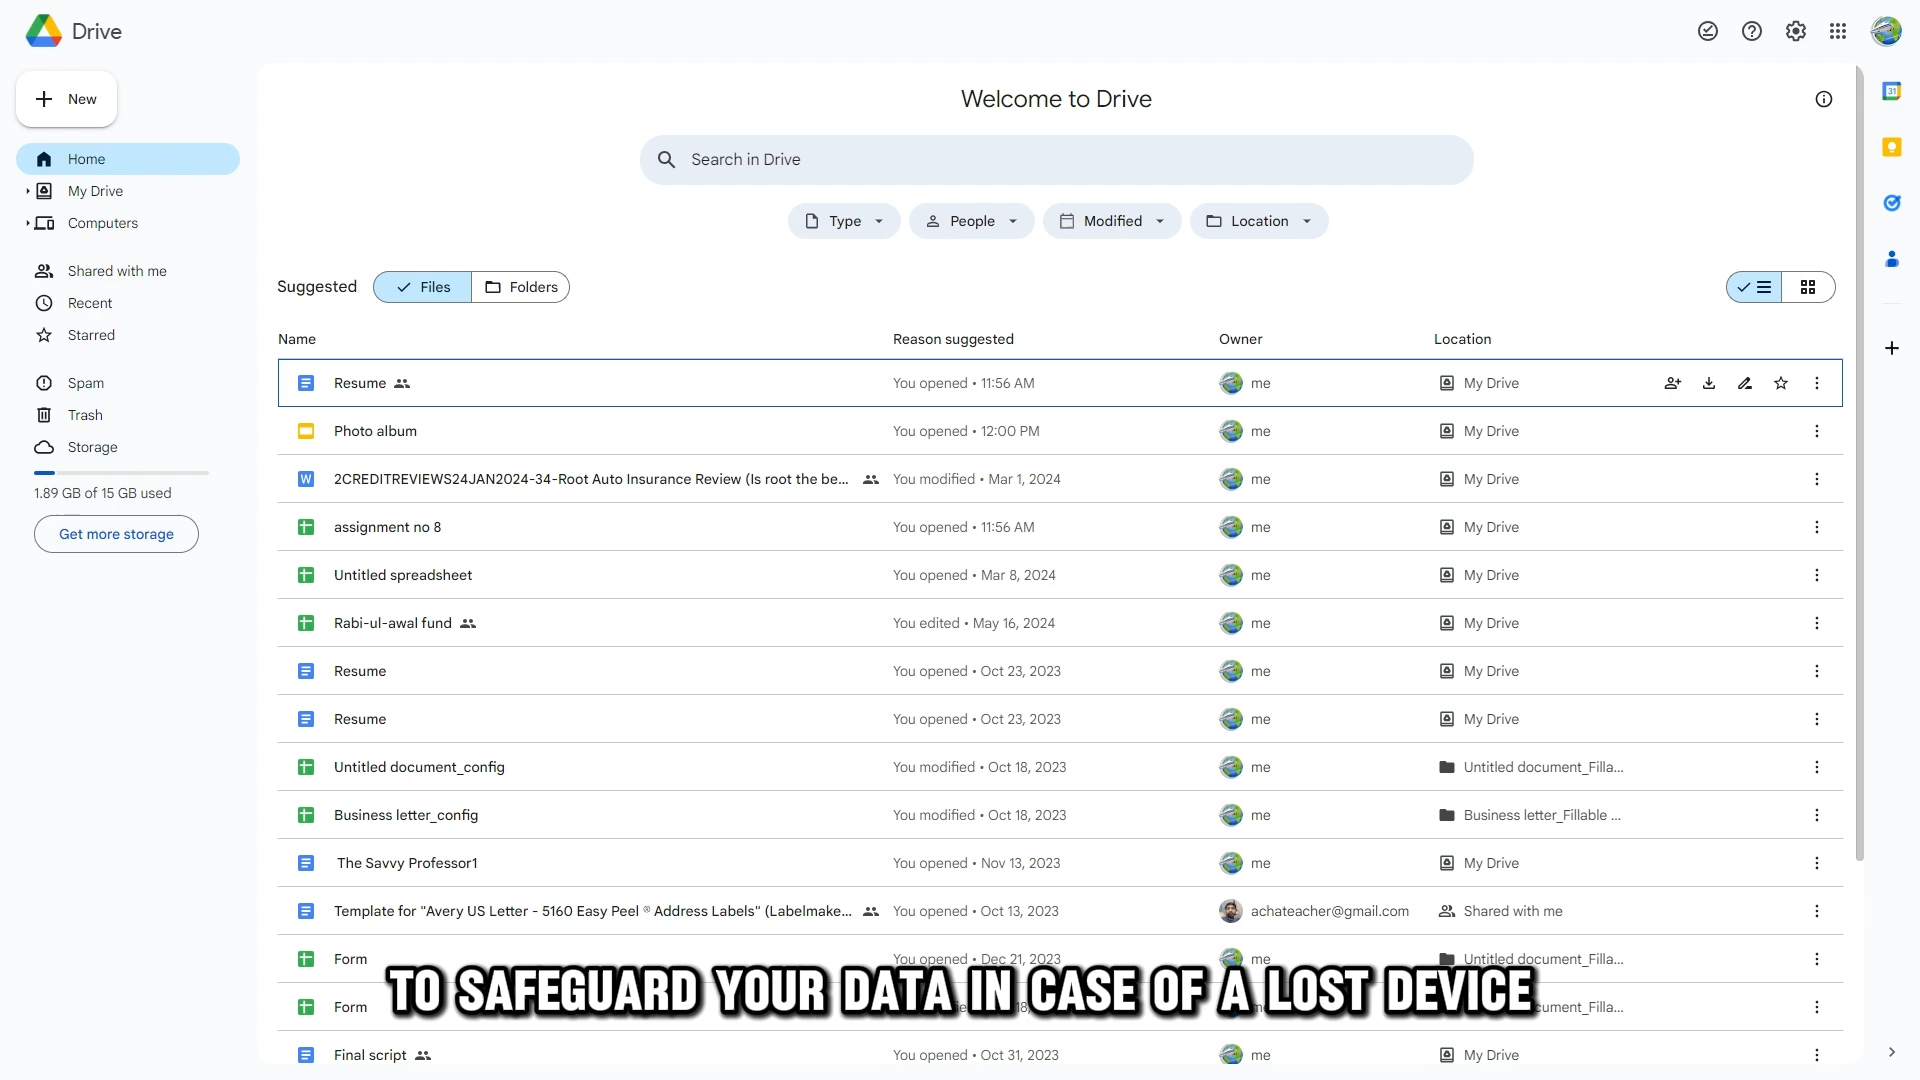 Drive
New
Home
My Drive
Computers
Shared with me
Recent
Starred
Spam
Trash
Storage
1.89 GB of 15 GB used
Get more storage
Welcome to Drive
Search in Drive
Type People Modified Location
Suggested Files Folders
Name Reason suggested Owner Location
Resume You opened • 11:56 AM me My Drive
Photo album You opened • 12:00 PM me My Drive
W 2CREDITREVIEWS24JAN2024-34-Root Auto Insurance Review (Is root the be... You modified • Mar 1, 2024 me My Drive
assignment no 8 You opened • 11:56 AM me My Drive
Untitled spreadsheet You opened • Mar 8, 2024 me My Drive
Rabi-ul-awal fund You edited • May 16, 2024 me My Drive
Resume You opened • Oct 23, 2023 me My Drive
Resume You opened • Oct 23, 2023 me My Drive
Untitled document_config You modified • Oct 18, 2023 me Untitled document_Filla...
Business letter_config You modified • Oct 18, 2023 me Business letter_Fillable ...
The Savvy Professor1 You opened • Nov 13, 2023 me My Drive
Template for "Avery US Letter - 5160 Easy Peel ® Address Labels" (Labelmake... You opened • Oct 13, 2023 achateacher@gmail.com Shared with me
Form You opened • Dec 21, 2023 me Untitled document_Filla...
TO SAFEGUARD YOUR DATA IN CASE OF A LOST DEVICE
Form
Final script You opened • Oct 31, 2023 me My Drive
31